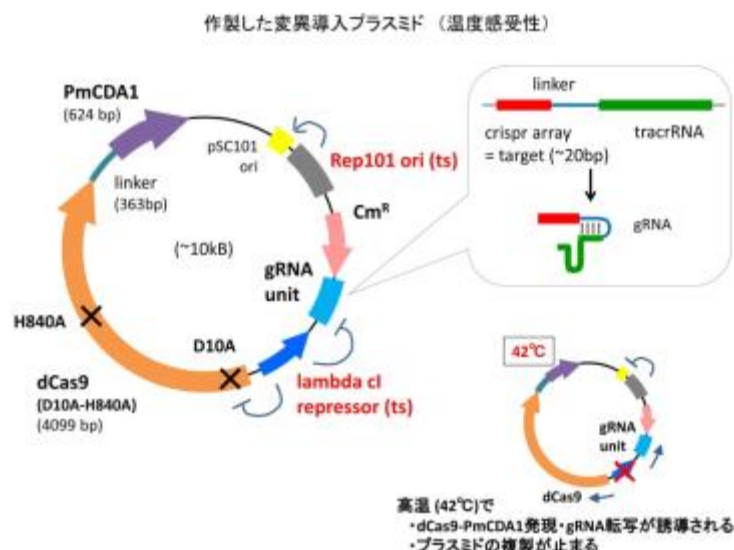 作製した変異導入プラスミド (温度感受性)
PmCDA1
(624 bp)
linker
(363bp)
pSC101
ori
Rep101 ori (ts)
Cm^R
(~10kB)
gRNA
unit
H840A
D10A
dCas9
(D10A-H840A)
(4099 bp)
lambda cI
repressor (ts)
linker
crispr array
= target (~20bp)
tracrRNA
gRNA
42℃
gRNA
unit
dCas9
高温 (42℃)で
・dCas9-PmCDA1発現・gRNA転写が誘導される
・プラスミドの複製が止まる